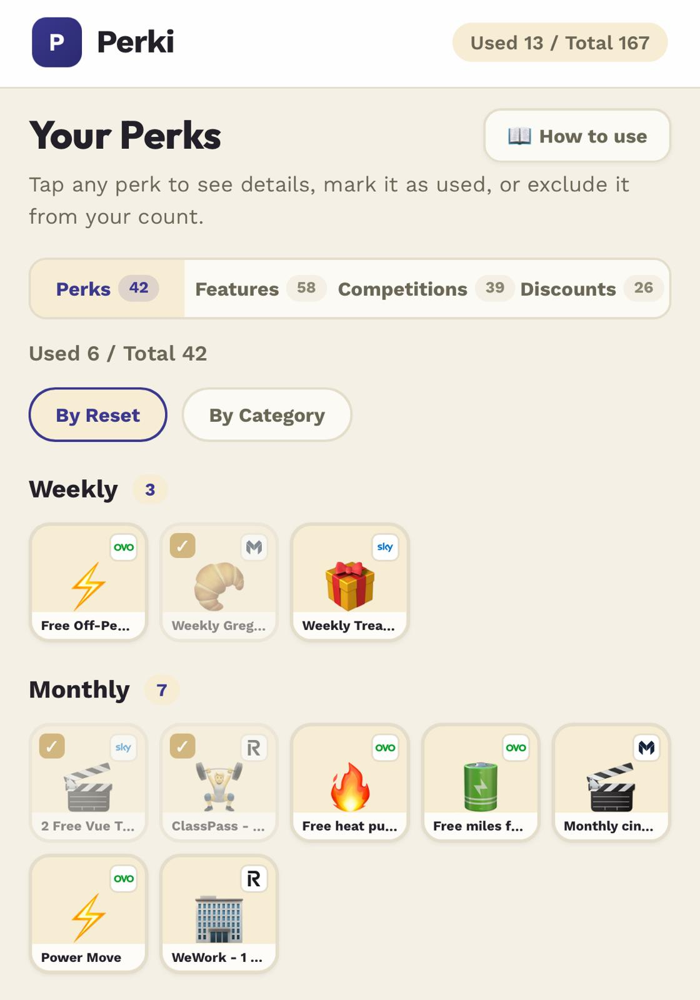 P Perki Used 13 / Total 167
Your Perks
How to use
Tap any perk to see details, mark it as used, or exclude it
from your count.
Perks 42 Features 58 Competitions 39 Discounts 26
Used 6 / Total 42
By Reset By Category
Weekly 3
OVO sky
Free Off-Pe... Weekly Greg... Weekly Trea...
Monthly 7
sky R OVO OVO
2 Free Vue T... ClassPass - ... Free heat pu... Free miles f... Monthly cin...
OVO R
Power Move WeWork - 1 ...